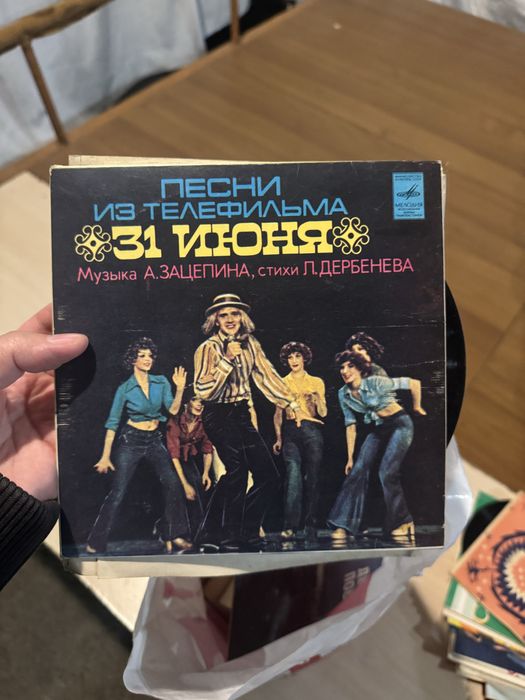 ПЕСНИ
ИЗ ТЕЛЕФИЛЬМА
31 ИЮНЯ
Музыка А.ЗАЦЕПИНА, стихи Л.ДЕРБЕНЕВА
МЕЛОДИЯ